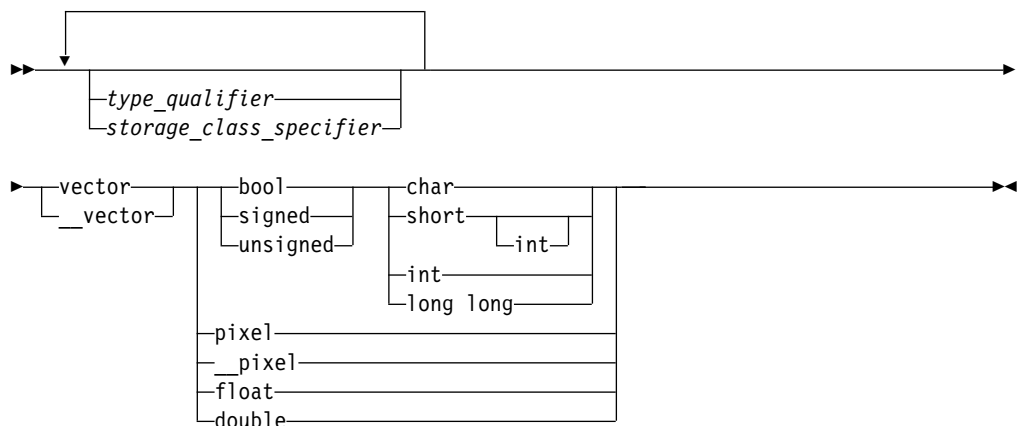 type_qualifier
storage_class_specifier
vector bool char
__vector signed short
unsigned int
int
long long
pixel
__pixel
float
double